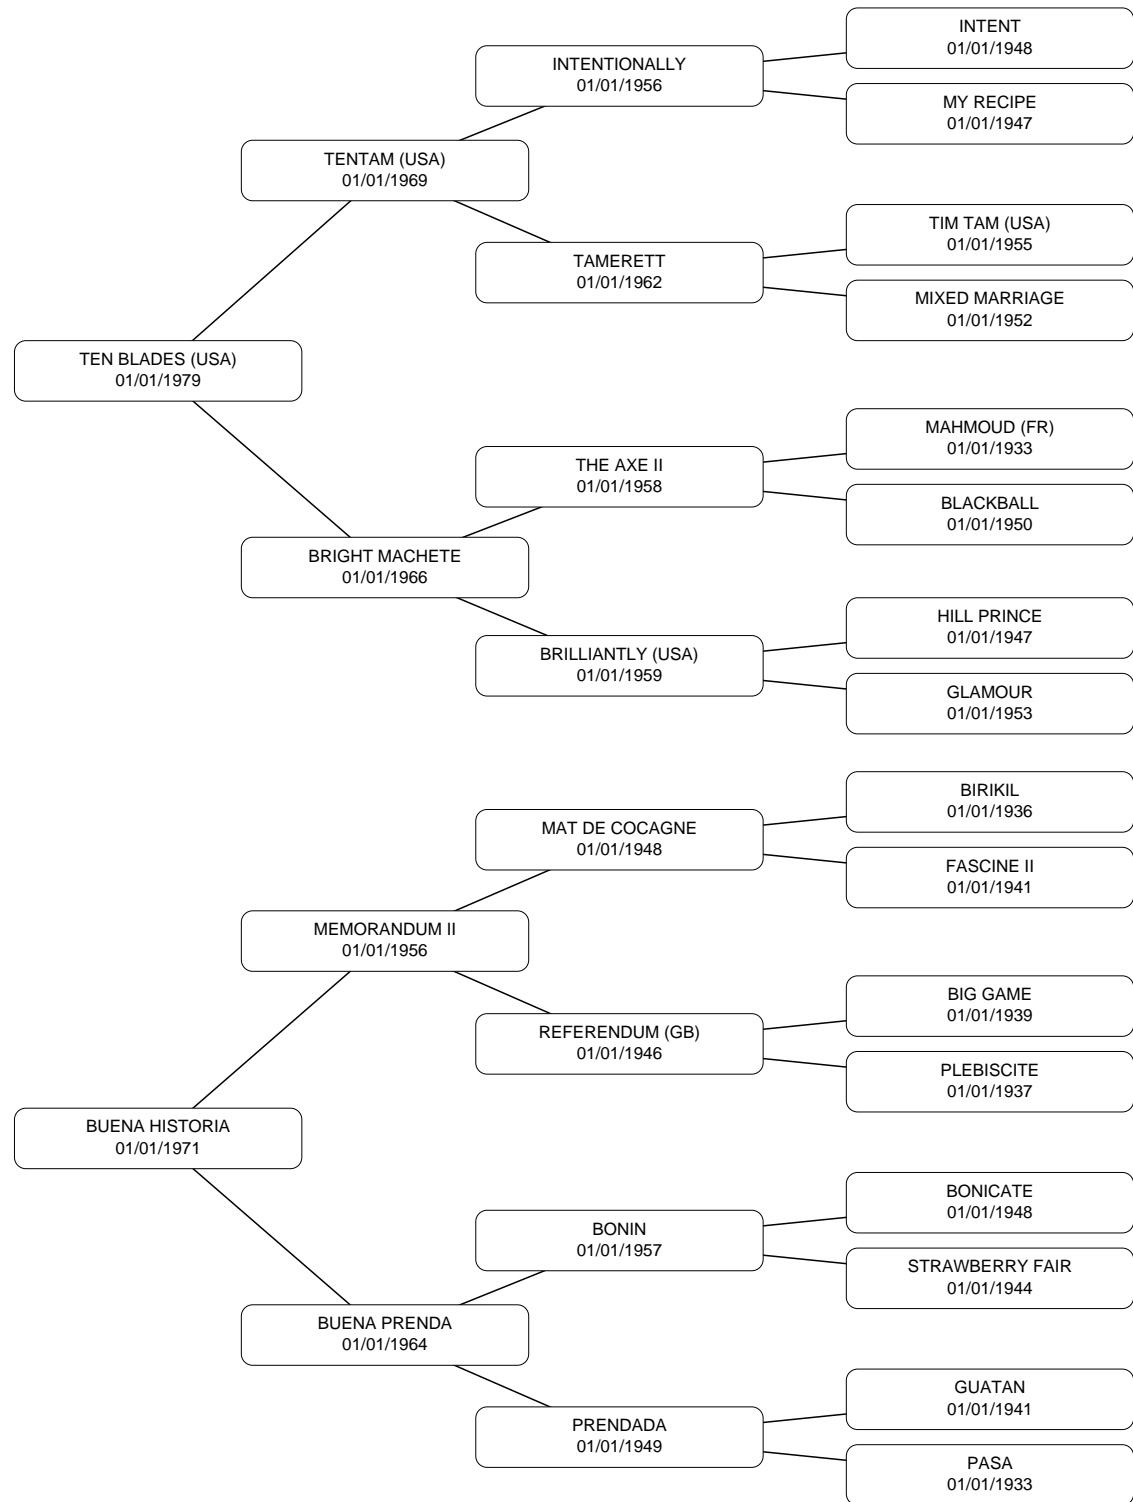 INTENT
01/01/1948
INTENTIONALLY
01/01/1956
MY RECIPE
01/01/1947
TENTAM (USA)
01/01/1969
TIM TAM (USA)
01/01/1955
TAMERETT
01/01/1962
MIXED MARRIAGE
01/01/1952
TEN BLADES (USA)
01/01/1979
MAHMOUD (FR)
01/01/1933
THE AXE II
01/01/1958
BLACKBALL
01/01/1950
BRIGHT MACHETE
01/01/1966
HILL PRINCE
01/01/1947
BRILLIANTLY (USA)
01/01/1959
GLAMOUR
01/01/1953
BIRIKIL
01/01/1936
MAT DE COCAGNE
01/01/1948
FASCINE II
01/01/1941
MEMORANDUM II
01/01/1956
BIG GAME
01/01/1939
REFERENDUM (GB)
01/01/1946
PLEBISCITE
01/01/1937
BUENA HISTORIA
01/01/1971
BONICATE
01/01/1948
BONIN
01/01/1957
STRAWBERRY FAIR
01/01/1944
BUENA PRENDA
01/01/1964
GUATAN
01/01/1941
PRENDADA
01/01/1949
PASA
01/01/1933